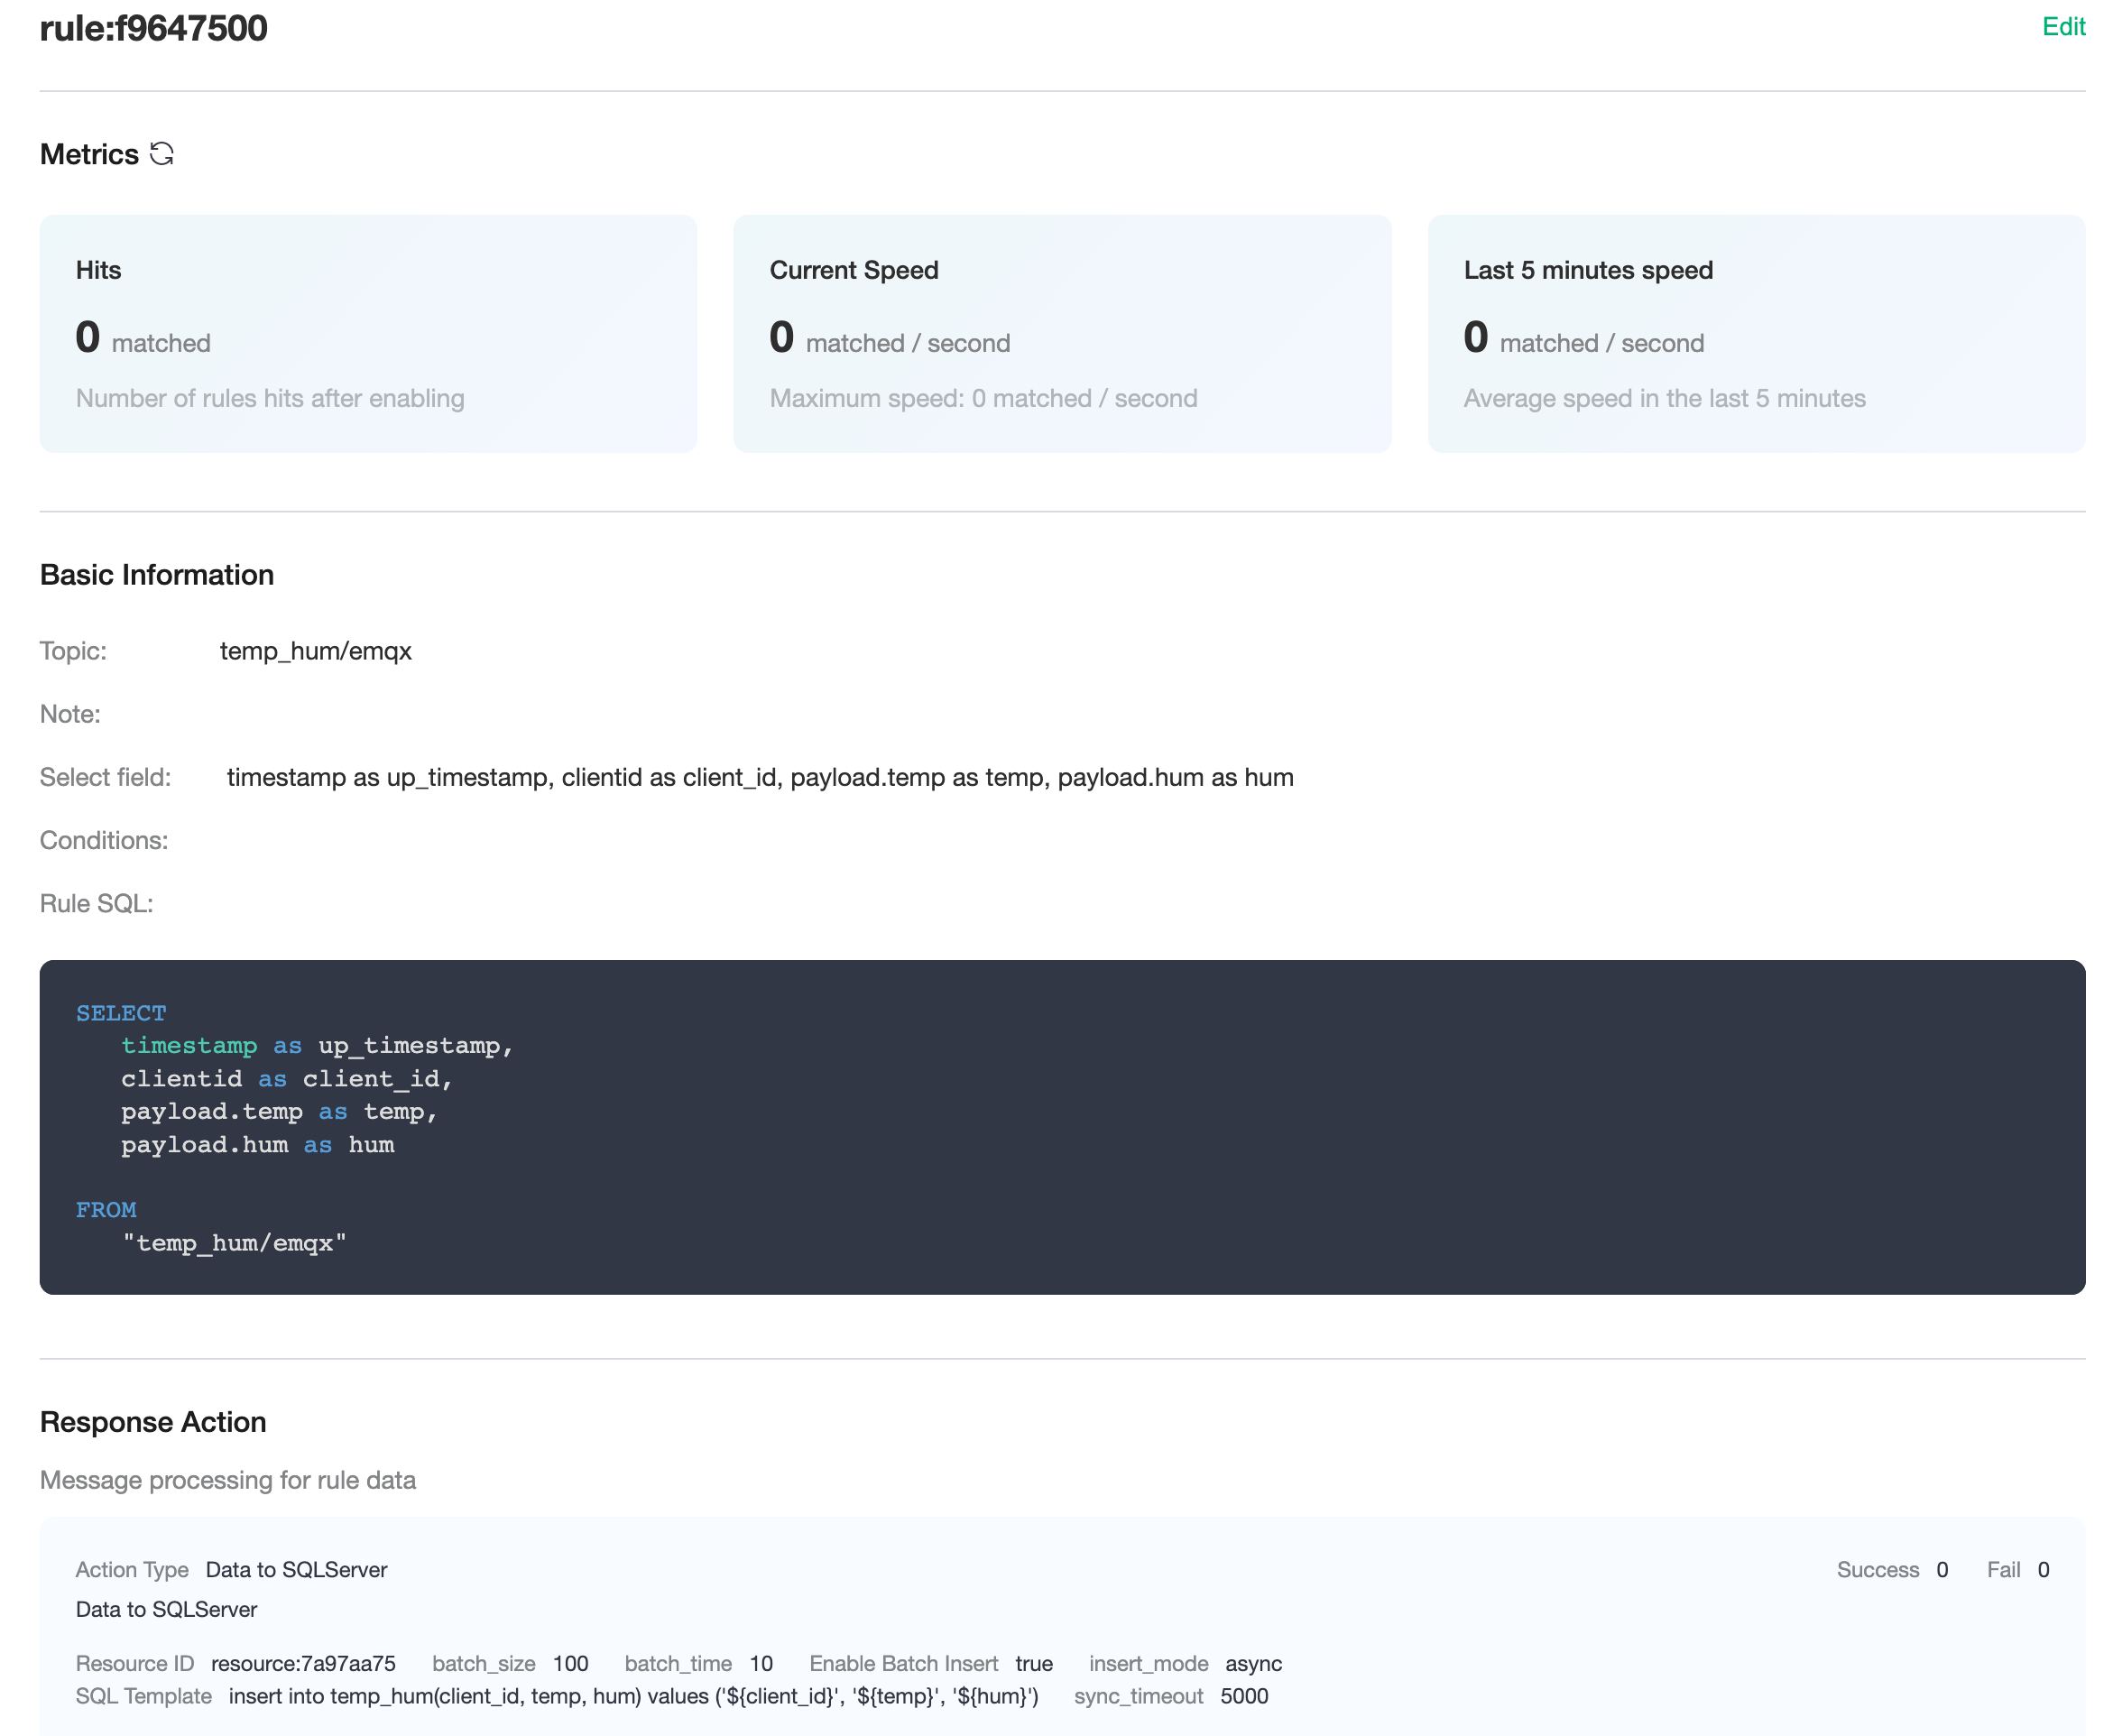 rule:f9647500
Edit
Metrics
Hits
0 matched
Number of rules hits after enabling
Current Speed
0 matched / second
Maximum speed: 0 matched / second
Last 5 minutes speed
0 matched / second
Average speed in the last 5 minutes
Basic Information
Topic: temp_hum/emqx
Note:
Select field: timestamp as up_timestamp, clientid as client_id, payload.temp as temp, payload.hum as hum
Conditions:
Rule SQL:
SELECT
timestamp as up_timestamp,
clientid as client_id,
payload.temp as temp,
payload.hum as hum
FROM
"temp_hum/emqx"
Response Action
Message processing for rule data
Action Type Data to SQLServer
Success 0 Fail 0
Data to SQLServer
Resource ID resource:7a97aa75 batch_size 100 batch_time 10 Enable Batch Insert true insert_mode async
SQL Template insert into temp_hum(client_id, temp, hum) values ('${client_id}', '${temp}', '${hum}') sync_timeout 5000